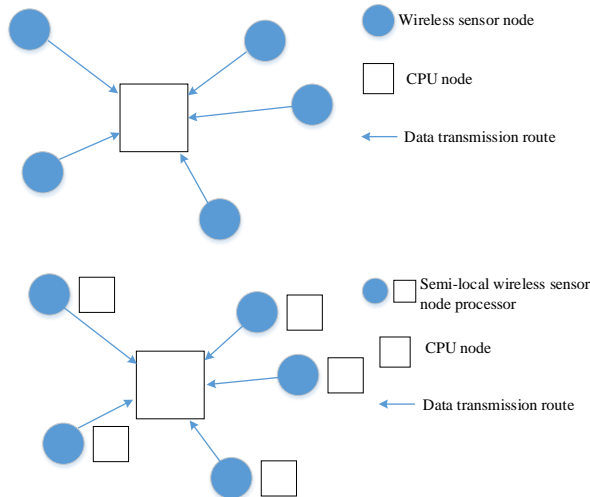 Wireless sensor node
CPU node
Data transmission route
Semi-local wireless sensor
node processor
CPU node
Data transmission route